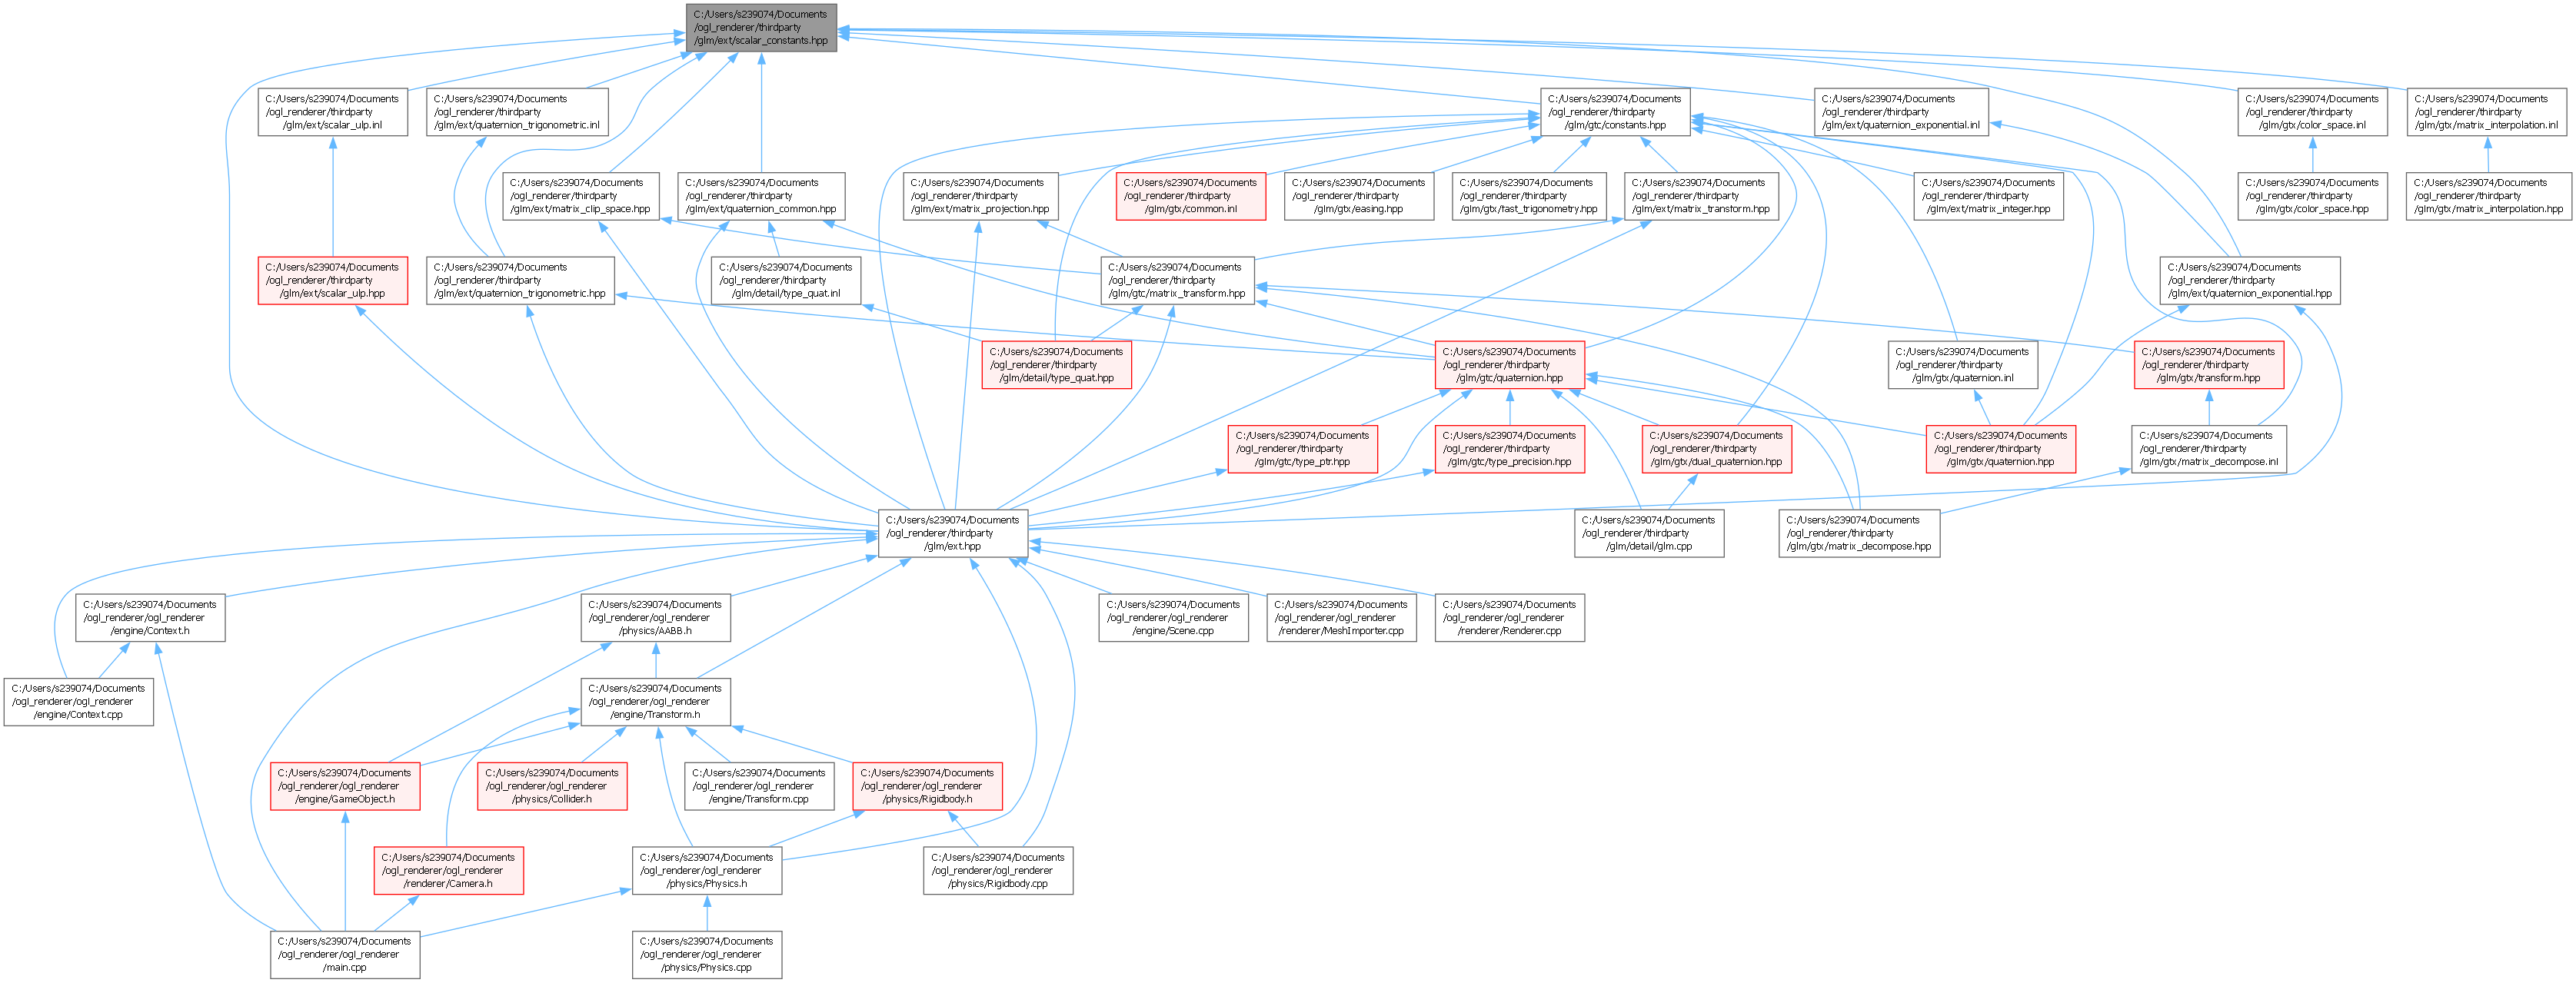 C:/Users/s239074/Documents
/ogl_renderer/thirdparty
/glm/ext/scalar_constants.hpp
C:/Users/s239074/Documents
/ogl_renderer/thirdparty
/glm/ext/scalar_ulp.inl
C:/Users/s239074/Documents
/ogl_renderer/thirdparty
/glm/ext/quaternion_trigonometric.inl
C:/Users/s239074/Documents
/ogl_renderer/thirdparty
/glm/gtc/constants.hpp
C:/Users/s239074/Documents
/ogl_renderer/thirdparty
/glm/ext/quaternion_exponential.inl
C:/Users/s239074/Documents
/ogl_renderer/thirdparty
/glm/gtx/color_space.inl
C:/Users/s239074/Documents
/ogl_renderer/thirdparty
/glm/gtx/matrix_interpolation.inl
C:/Users/s239074/Documents
/ogl_renderer/thirdparty
/glm/ext/matrix_clip_space.hpp
C:/Users/s239074/Documents
/ogl_renderer/thirdparty
/glm/ext/quaternion_common.hpp
C:/Users/s239074/Documents
/ogl_renderer/thirdparty
/glm/ext/matrix_projection.hpp
C:/Users/s239074/Documents
/ogl_renderer/thirdparty
/glm/gtx/common.inl
C:/Users/s239074/Documents
/ogl_renderer/thirdparty
/glm/gtx/easing.hpp
C:/Users/s239074/Documents
/ogl_renderer/thirdparty
/glm/gtx/fast_trigonometry.hpp
C:/Users/s239074/Documents
/ogl_renderer/thirdparty
/glm/ext/matrix_transform.hpp
C:/Users/s239074/Documents
/ogl_renderer/thirdparty
/glm/ext/matrix_integer.hpp
C:/Users/s239074/Documents
/ogl_renderer/thirdparty
/glm/gtx/color_space.hpp
C:/Users/s239074/Documents
/ogl_renderer/thirdparty
/glm/gtx/matrix_interpolation.hpp
C:/Users/s239074/Documents
/ogl_renderer/thirdparty
/glm/ext/scalar_ulp.hpp
C:/Users/s239074/Documents
/ogl_renderer/thirdparty
/glm/ext/quaternion_trigonometric.hpp
C:/Users/s239074/Documents
/ogl_renderer/thirdparty
/glm/detail/type_quat.inl
C:/Users/s239074/Documents
/ogl_renderer/thirdparty
/glm/gtc/matrix_transform.hpp
C:/Users/s239074/Documents
/ogl_renderer/thirdparty
/glm/ext/quaternion_exponential.hpp
C:/Users/s239074/Documents
/ogl_renderer/thirdparty
/glm/detail/type_quat.hpp
C:/Users/s239074/Documents
/ogl_renderer/thirdparty
/glm/gtc/quaternion.hpp
C:/Users/s239074/Documents
/ogl_renderer/thirdparty
/glm/gtx/quaternion.inl
C:/Users/s239074/Documents
/ogl_renderer/thirdparty
/glm/gtx/transform.hpp
C:/Users/s239074/Documents
/ogl_renderer/thirdparty
/glm/gtc/type_ptr.hpp
C:/Users/s239074/Documents
/ogl_renderer/thirdparty
/glm/gtc/type_precision.hpp
C:/Users/s239074/Documents
/ogl_renderer/thirdparty
/glm/gtx/dual_quaternion.hpp
C:/Users/s239074/Documents
/ogl_renderer/thirdparty
/glm/gtx/quaternion.hpp
C:/Users/s239074/Documents
/ogl_renderer/thirdparty
/glm/gtx/matrix_decompose.inl
C:/Users/s239074/Documents
/ogl_renderer/thirdparty
/glm/ext.hpp
C:/Users/s239074/Documents
/ogl_renderer/thirdparty
/glm/detail/glm.cpp
C:/Users/s239074/Documents
/ogl_renderer/thirdparty
/glm/gtx/matrix_decompose.hpp
C:/Users/s239074/Documents
/ogl_renderer/ogl_renderer
/engine/Context.h
C:/Users/s239074/Documents
/ogl_renderer/ogl_renderer
/physics/AABB.h
C:/Users/s239074/Documents
/ogl_renderer/ogl_renderer
/engine/Scene.cpp
C:/Users/s239074/Documents
/ogl_renderer/ogl_renderer
/renderer/MeshImporter.cpp
C:/Users/s239074/Documents
/ogl_renderer/ogl_renderer
/renderer/Renderer.cpp
C:/Users/s239074/Documents
/ogl_renderer/ogl_renderer
/engine/Context.cpp
C:/Users/s239074/Documents
/ogl_renderer/ogl_renderer
/engine/Transform.h
C:/Users/s239074/Documents
/ogl_renderer/ogl_renderer
/engine/GameObject.h
C:/Users/s239074/Documents
/ogl_renderer/ogl_renderer
/physics/Collider.h
C:/Users/s239074/Documents
/ogl_renderer/ogl_renderer
/engine/Transform.cpp
C:/Users/s239074/Documents
/ogl_renderer/ogl_renderer
/physics/Rigidbody.h
C:/Users/s239074/Documents
/ogl_renderer/ogl_renderer
/renderer/Camera.h
C:/Users/s239074/Documents
/ogl_renderer/ogl_renderer
/physics/Physics.h
C:/Users/s239074/Documents
/ogl_renderer/ogl_renderer
/physics/Rigidbody.cpp
C:/Users/s239074/Documents
/ogl_renderer/ogl_renderer
/main.cpp
C:/Users/s239074/Documents
/ogl_renderer/ogl_renderer
/physics/Physics.cpp